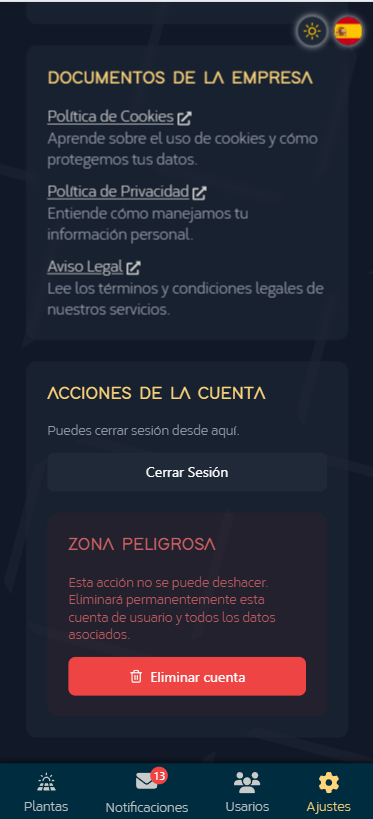 DOCUMENTOS DE LA EMPRESA
Política de Cookies
Aprende sobre el uso de cookies y cómo
protegemos tus datos.
Política de Privacidad
Entiende cómo manejamos tu
información personal.
Aviso Legal
Lee los términos y condiciones legales de
nuestros servicios.
ACCIONES DE LA CUENTA
Puedes cerrar sesión desde aquí.
Cerrar Sesión
ZONA PELIGROSA
Esta acción no se puede deshacer.
Eliminará permanentemente esta
cuenta de usuario y todos los datos
asociados.
Eliminar cuenta
13
Plantas Notificaciones Usarios Ajustes